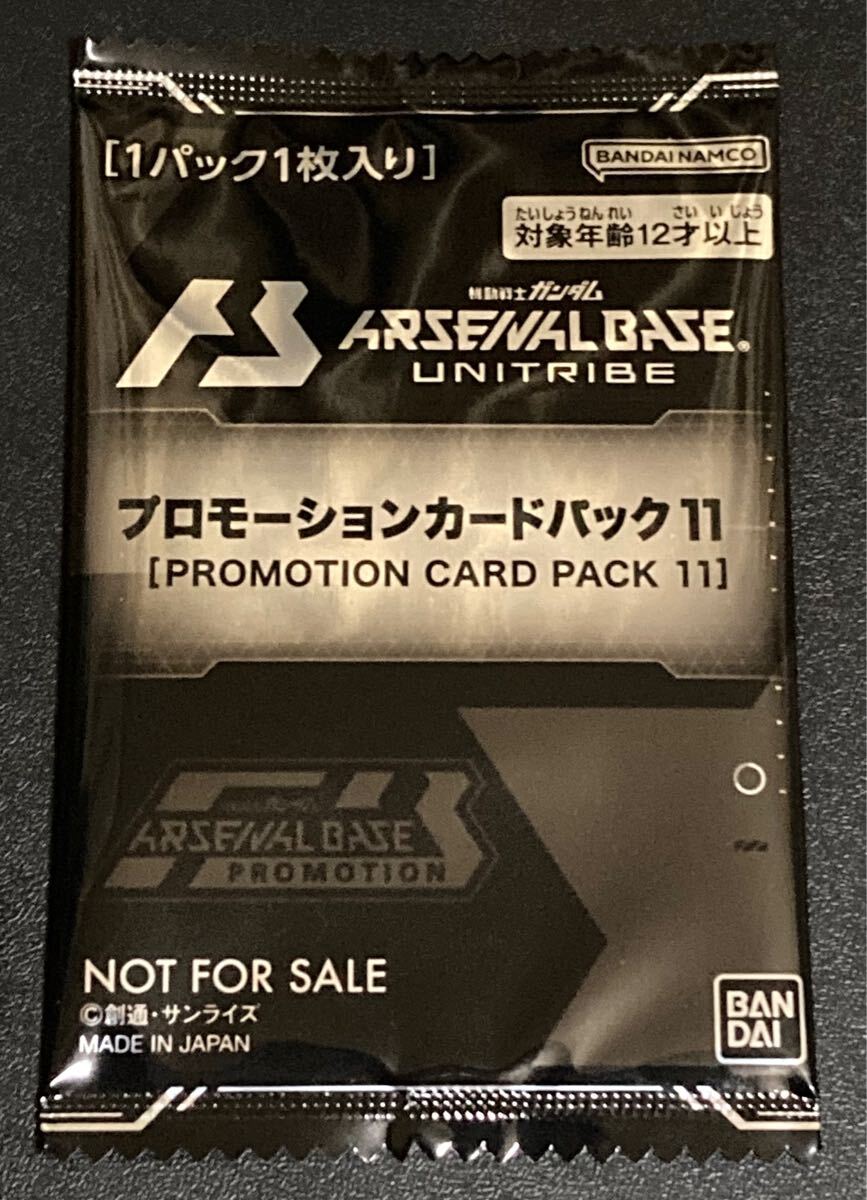 [1パック1枚入り]
BANDAI NAMCO
たいしょうねんれい さいいじょう
対象年齢12才以上
機動戦士ガンダム
ARSENAL BASE®
UNITRIBE
プロモーションカードパック11
[PROMOTION CARD PACK 11]
ARSENAL BASE
PROMOTION
NOT FOR SALE
©創通・サンライズ
MADE IN JAPAN
BAN
DAI